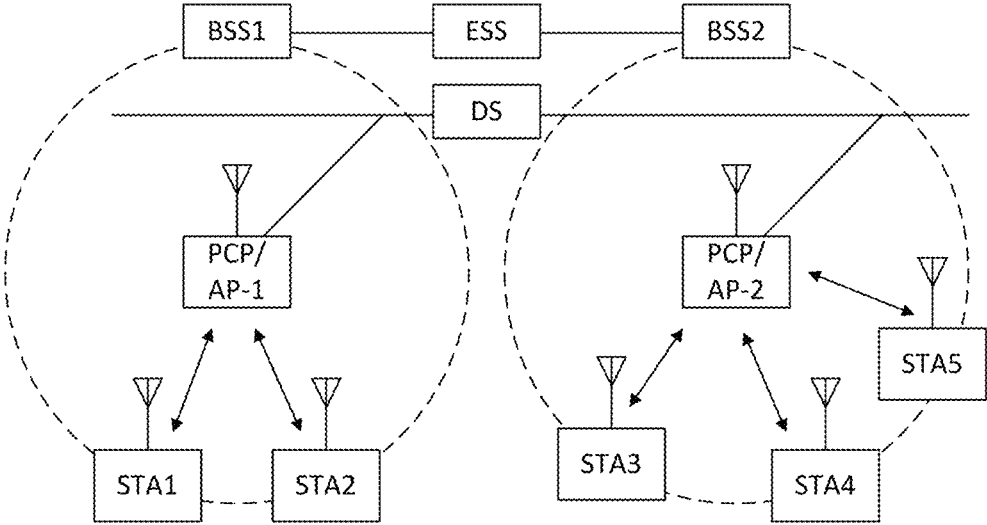 BSS1
ESS
BSS2
DS
PCP/
AP-1
PCP/
AP-2
STA5
STA3
STA1
STA2
STA4